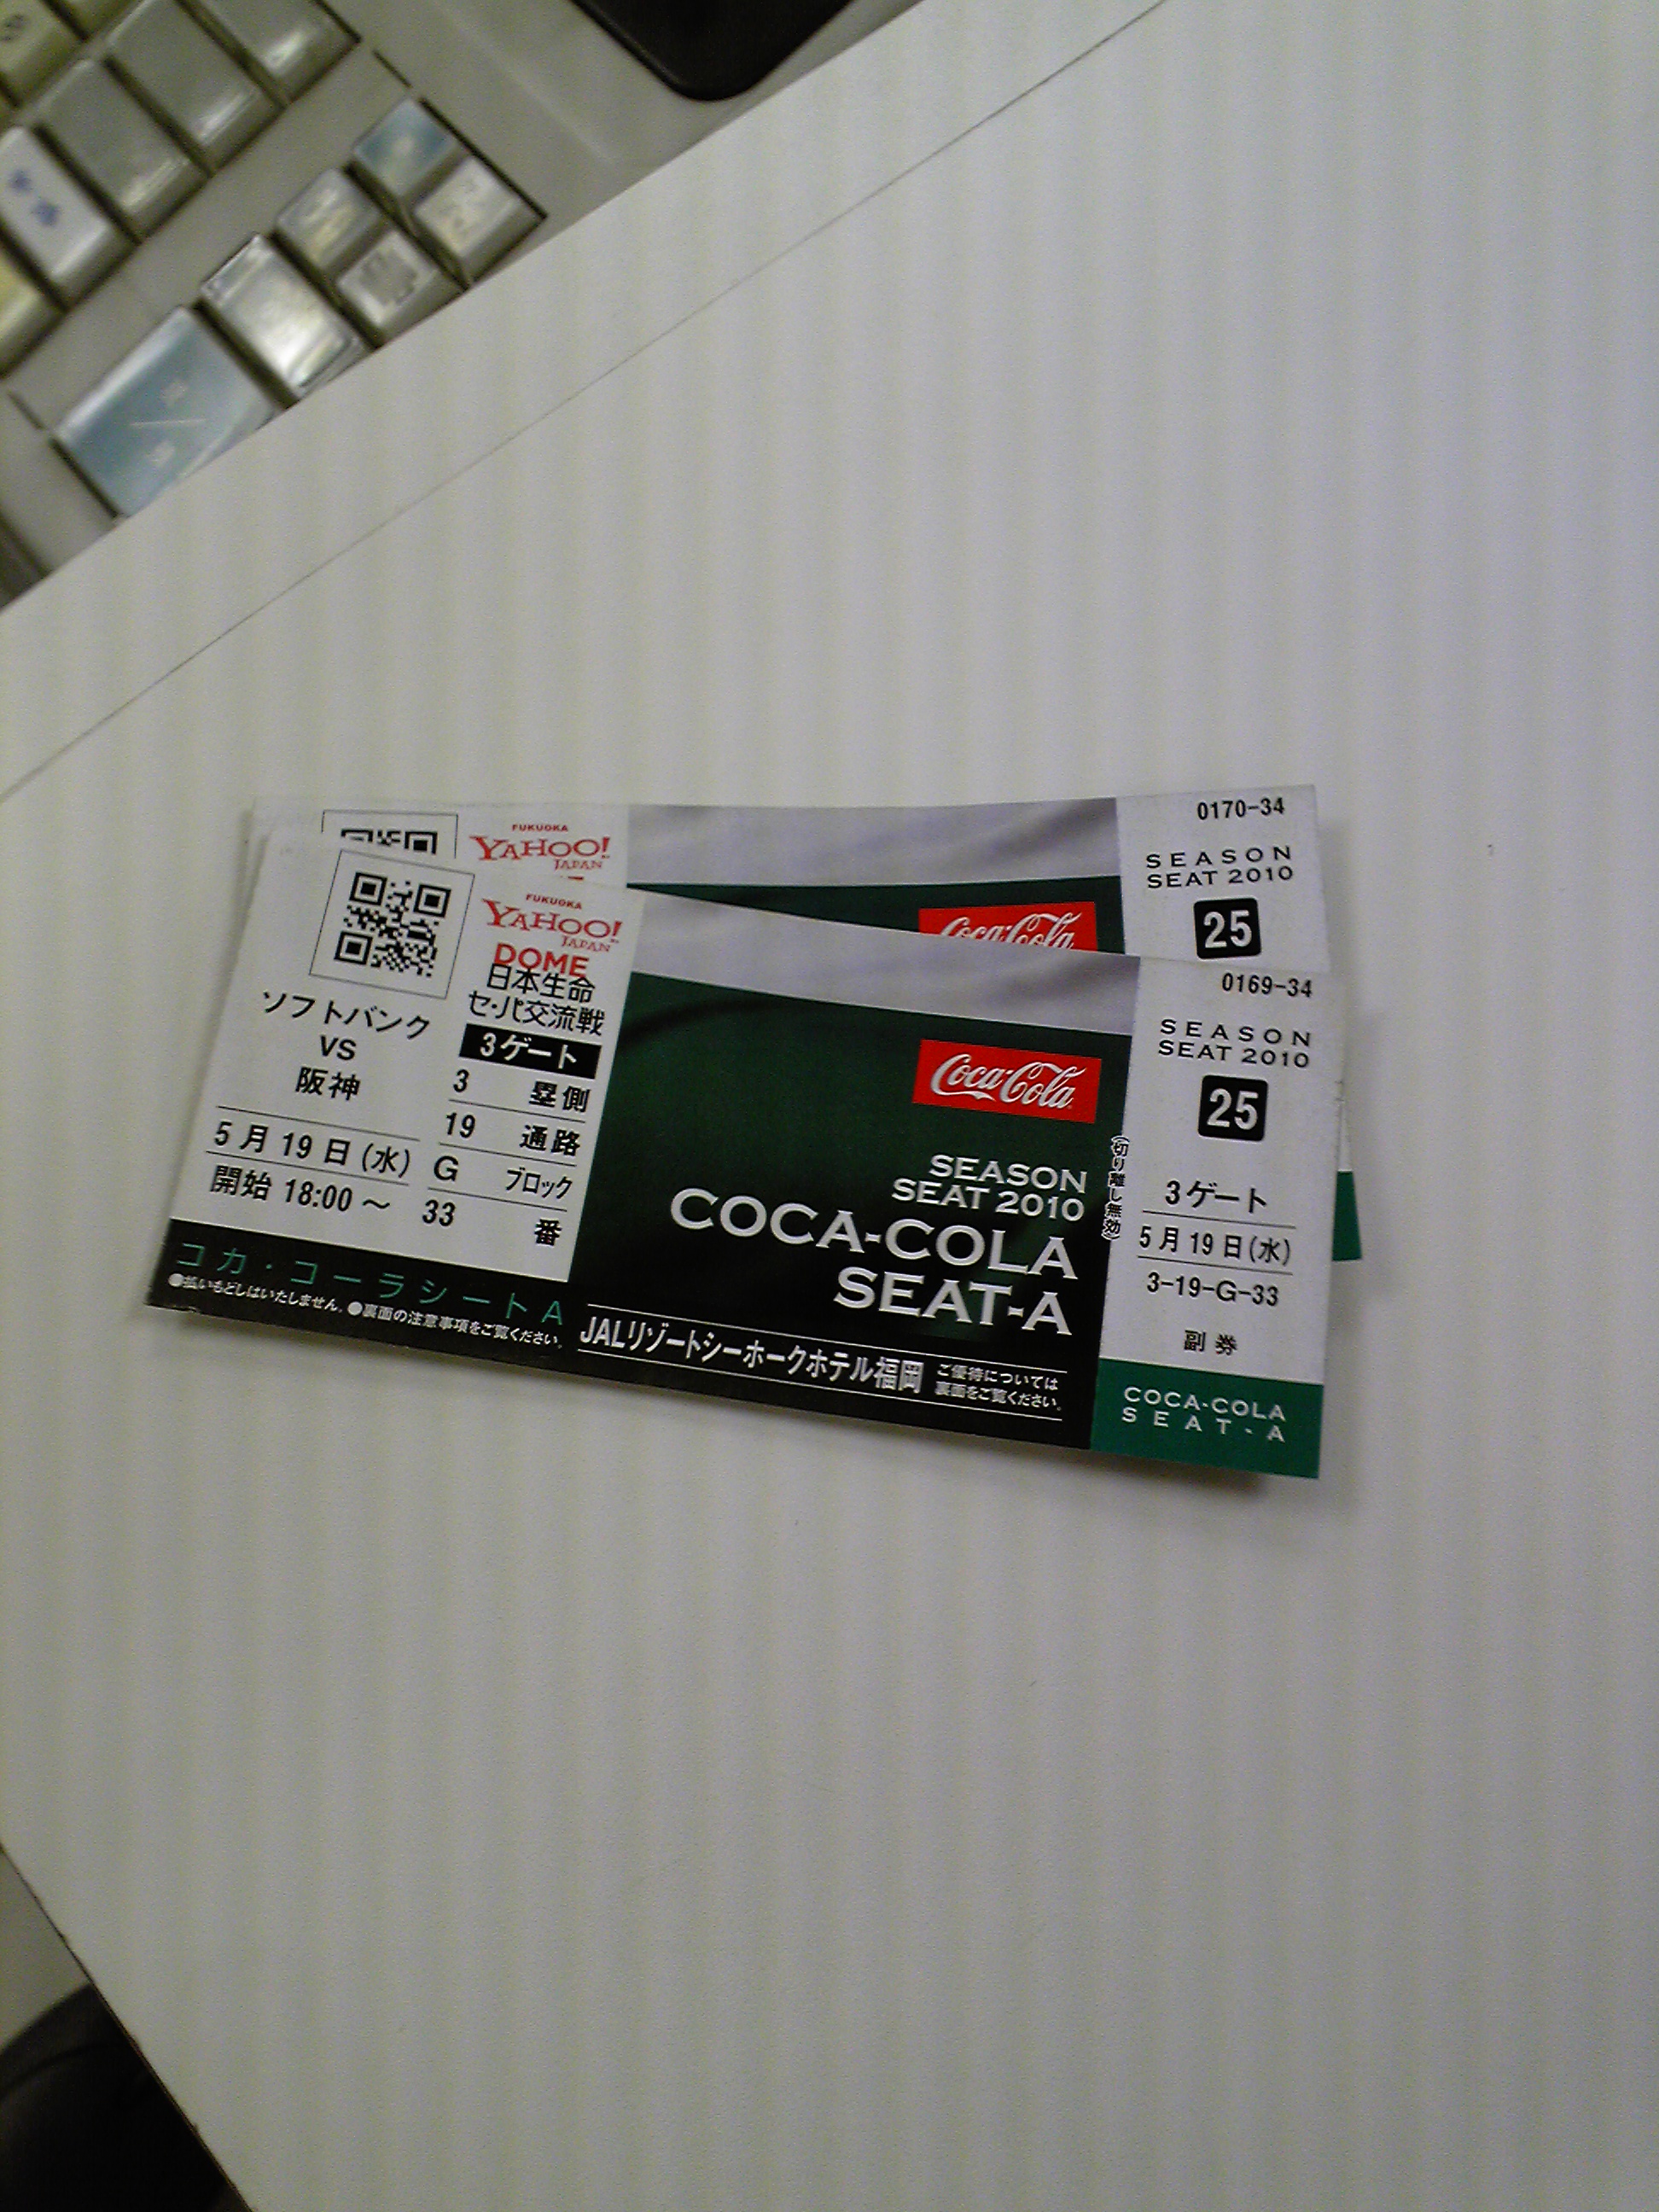 0170-34
FUKUOKA
YAHOO!
JAPAN
SEASON
SEAT 2010
Coca-Cola
25
FUKUOKA
YAHOO!
JAPAN
DOME
日本生命
セ・パ交流戦
ソフトバンク
VS
阪神
5月19日(水)
開始 18:00～
3ゲート
3 塁側
19 通路
G ブロック
33 番
コカ・コーラシートA
●払いもどしはいたしません。●裏面の注意事項をご覧ください。
Coca-Cola
SEASON
SEAT 2010
COCA-COLA
SEAT-A
JALリゾートシーホークホテル福岡
ご優待については
裏面をご覧ください。
(切り離し無効)
0169-34
SEASON
SEAT 2010
25
3ゲート
5月19日(水)
3-19-G-33
副券
COCA-COLA
SEAT-A